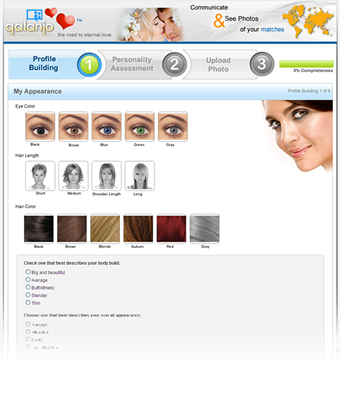 Communicate
& See Photos
of your matches
qalanjo TM
the road to eternal love.
Profile Building 1
Personality Assessment 2
Upload Photo 3
0% Completeness
My Appearance
Profile Building 1 of 4
Eye Color
Black Brown Blue Green Gray
Hair Length
Short Medium Shoulder Length Long
Hair Color
Black Brown Blonde Auburn Red Gray
Check one that best describes your body build.
Big and beautiful
Average
Buff/Athletic
Slender
Thin
Choose one that best describes your overall appearance.
Average
Attractive
Exotic